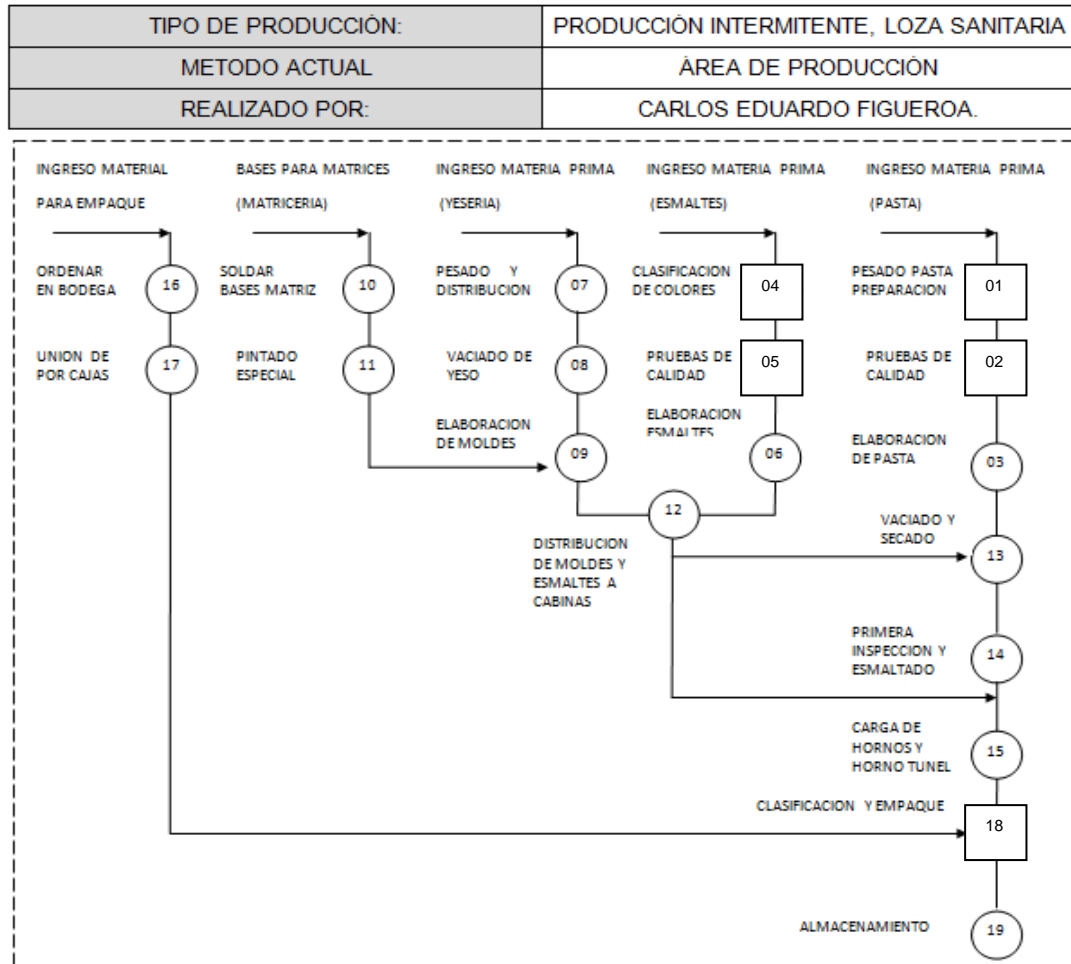 TIPO DE PRODUCCIÓN:
PRODUCCIÓN INTERMITENTE, LOZA SANITARIA
METODO ACTUAL
ÁREA DE PRODUCCIÓN
REALIZADO POR:
CARLOS EDUARDO FIGUEROA.
INGRESO MATERIAL
PARA EMPAQUE
BASES PARA MATRICES
(MATRICERIA)
INGRESO MATERIA PRIMA
(YESERIA)
INGRESO MATERIA PRIMA
(ESMALTES)
INGRESO MATERIA PRIMA
(PASTA)
ORDENAR
EN BODEGA
16
SOLDAR
BASES MATRIZ
10
PESADO Y
DISTRIBUCION
07
CLASIFICACION
DE COLORES
04
PESADO PASTA
PREPARACION
01
UNION DE
POR CAJAS
17
PINTADO
ESPECIAL
11
VACIADO DE
YESO
08
PRUEBAS DE
CALIDAD
05
PRUEBAS DE
CALIDAD
02
ELABORACION
DE MOLDES
09
ELABORACION
ESMALTES
06
ELABORACION
DE PASTA
03
12
DISTRIBUCION
DE MOLDES Y
ESMALTES A
CABINAS
VACIADO Y
SECADO
13
PRIMERA
INSPECCION Y
ESMALTADO
14
CARGA DE
HORNOS Y
HORNO TUNEL
15
CLASIFICACION Y EMPAQUE
18
ALMACENAMIENTO
19